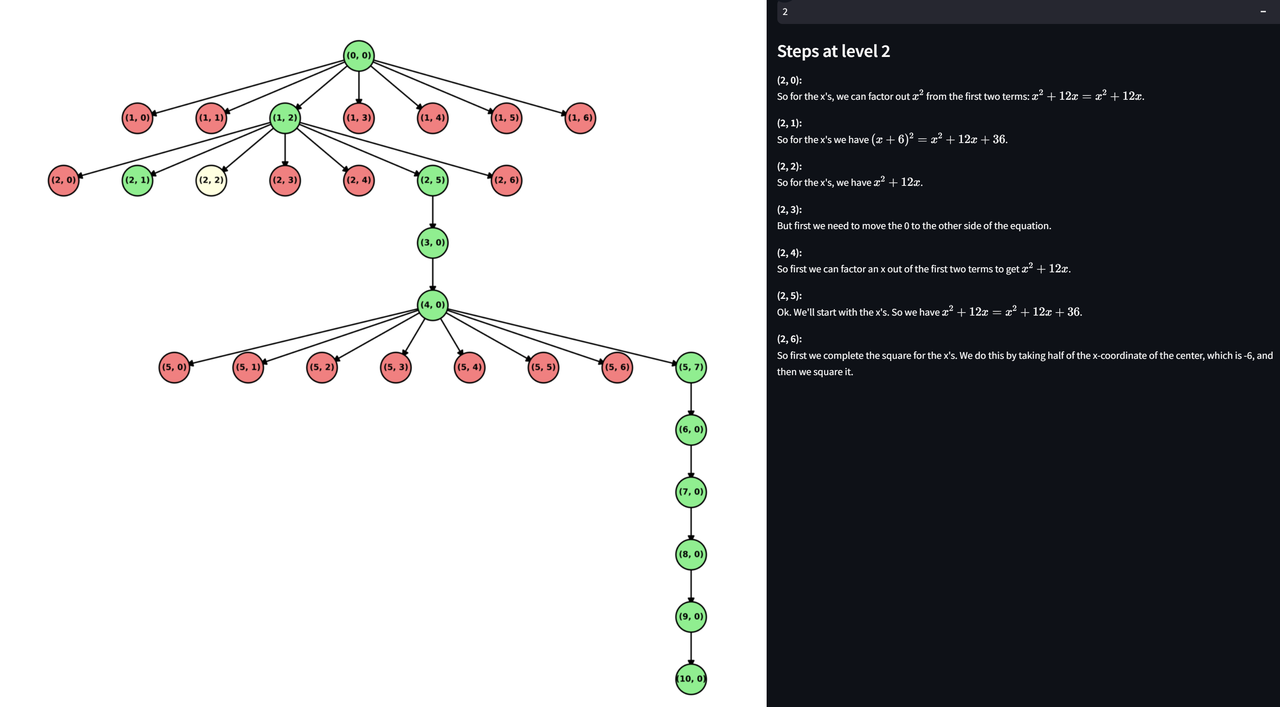 (0, 0)
(1, 0) (1, 1) (1, 2) (1, 3) (1, 4) (1, 5) (1, 6)
(2, 0) (2, 1) (2, 2) (2, 3) (2, 4) (2, 5) (2, 6)
(3, 0)
(4, 0)
(5, 0) (5, 1) (5, 2) (5, 3) (5, 4) (5, 5) (5, 6) (5, 7)
(6, 0)
(7, 0)
(8, 0)
(9, 0)
(10, 0)
2 −
Steps at level 2
(2, 0):
So for the x's, we can factor out x² from the first two terms: x² + 12x = x² + 12x.
(2, 1):
So for the x's we have (x + 6)² = x² + 12x + 36.
(2, 2):
So for the x's, we have x² + 12x.
(2, 3):
But first we need to move the 0 to the other side of the equation.
(2, 4):
So first we can factor an x out of the first two terms to get x² + 12x.
(2, 5):
Ok. We'll start with the x's. So we have x² + 12x = x² + 12x + 36.
(2, 6):
So first we complete the square for the x's. We do this by taking half of the x-coordinate of the center, which is -6, and
then we square it.